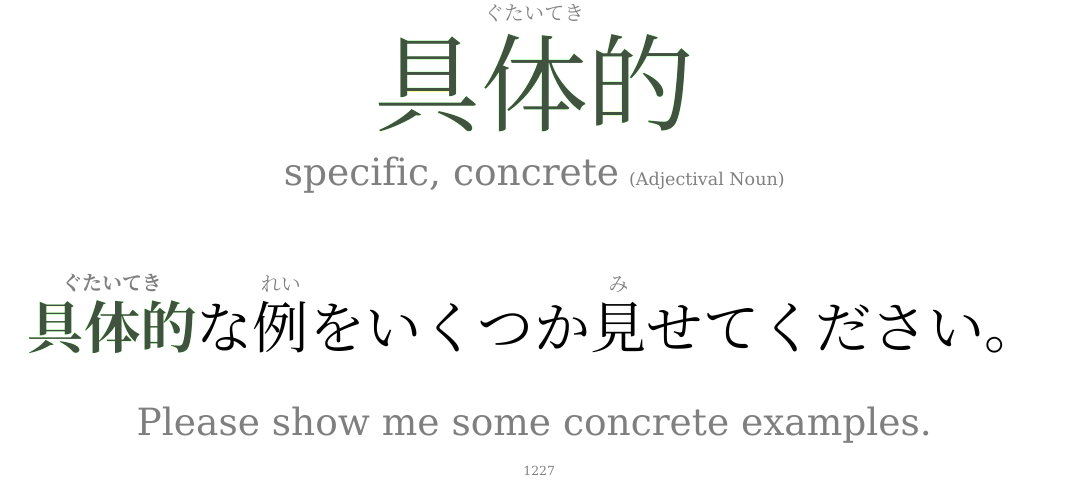 ぐたいてき
具体的
specific, concrete (Adjectival Noun)
ぐたいてき れい み
具体的な例をいくつか見せてください。
Please show me some concrete examples.
1227